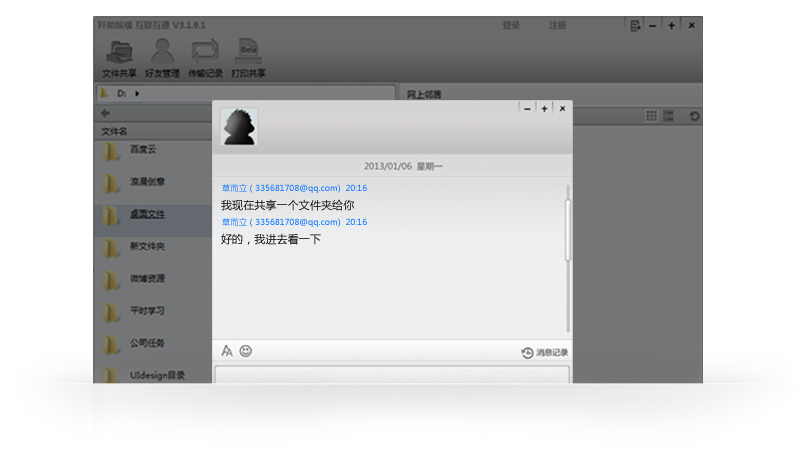 互联互通 V3.1.9.1
登录 注册
文件共享 好友管理 传输记录 打印共享
Beta
D:
网上邻居
文件名
百度云
浪漫创意
桌面文件
新文件夹
微博资源
平时学习
公司任务
UIdesign目录
2013/01/06 星期一
草而立 ( 335681708@qq.com) 20:16
我现在共享一个文件夹给你
草而立 ( 335681708@qq.com) 20:16
好的，我进去看一下
消息记录